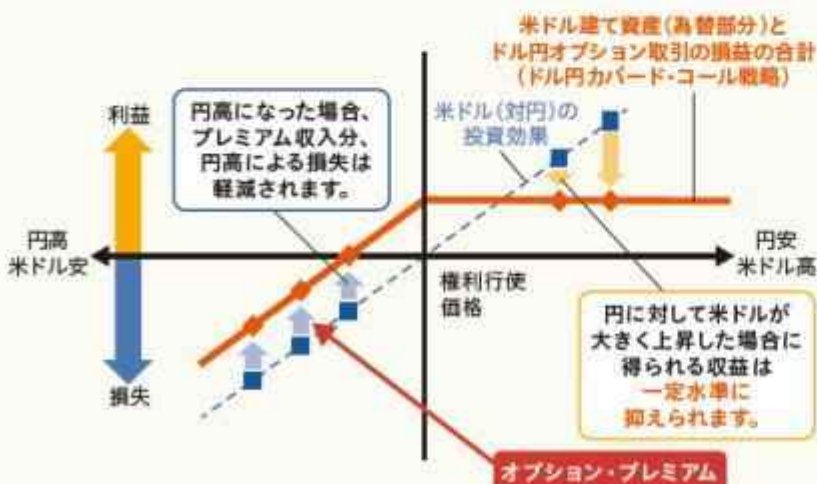 米ドル建て資産(為替部分)と
ドル円オプション取引の損益の合計
(ドル円カバード・コール戦略)
利益
円高になった場合、
プレミアム収入分、
円高による損失は
軽減されます。
米ドル(対円)の
投資効果
円高
米ドル安
円安
米ドル高
権利行使
価格
円に対して米ドルが
大きく上昇した場合に
得られる収益は
一定水準に
抑えられます。
損失
オプション・プレミアム